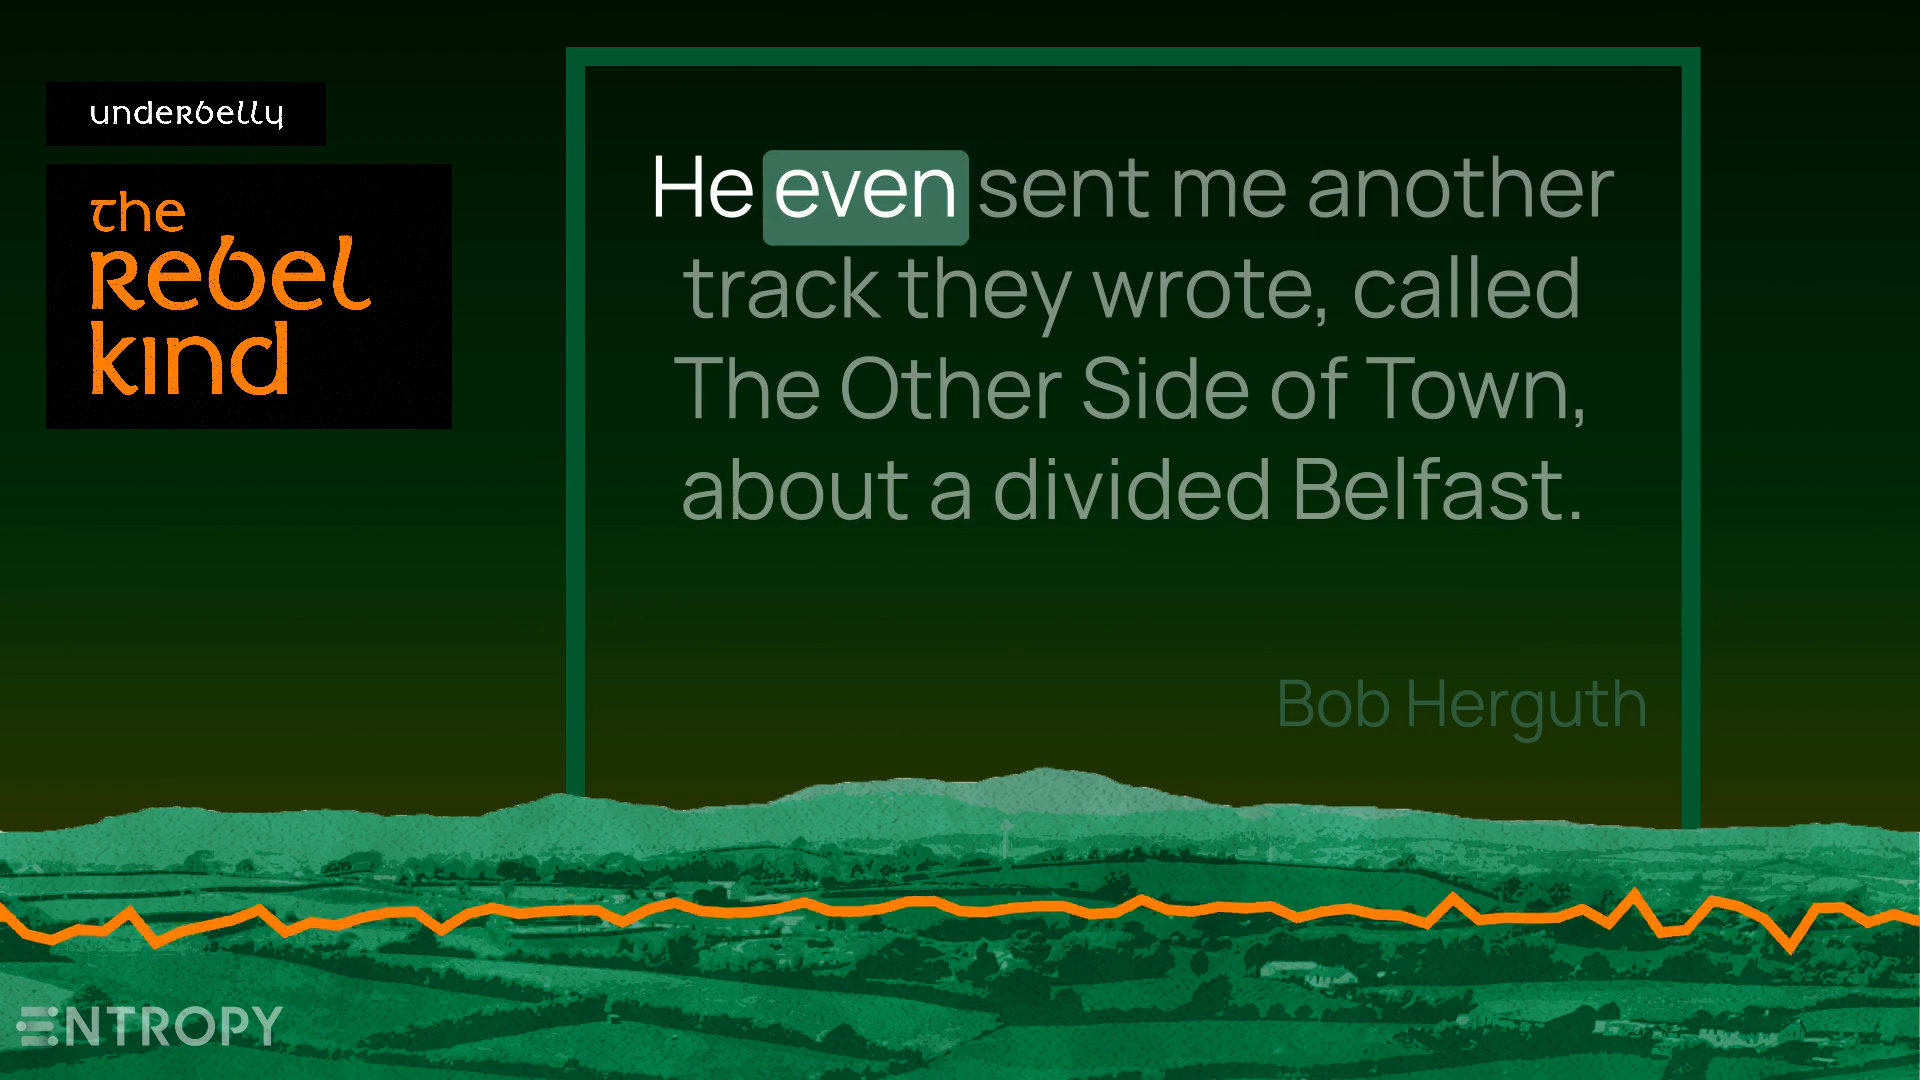 underbelly
the
Rebel
kind
He even sent me another
track they wrote, called
The Other Side of Town,
about a divided Belfast.
Bob Herguth
ENTROPY